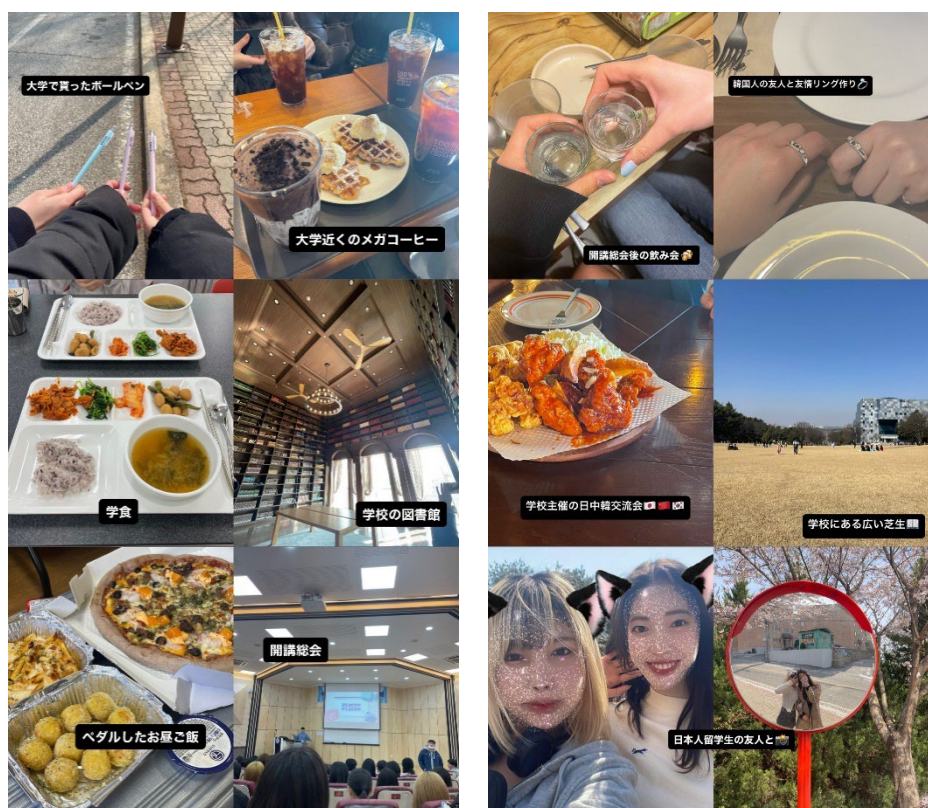 大学で貰ったボールペン
大学近くのメガコーヒー
学食
学校の図書館
ペダルしたお昼ご飯
開講総会
開講総会後の飲み会🍻
韓国人の友人と友情リング作り💍
学校主催の日中韓交流会🇯🇵🇨🇳🇰🇷
学校にある広い芝生📖
日本人留学生の友人と📸